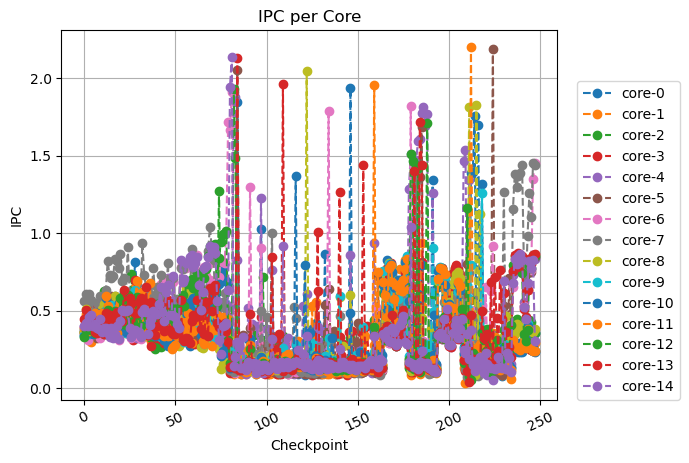 IPC per Core
IPC
2.0
1.5
1.0
0.5
0.0
0
50
100
150
200
250
Checkpoint
core-0
core-1
core-2
core-3
core-4
core-5
core-6
core-7
core-8
core-9
core-10
core-11
core-12
core-13
core-14